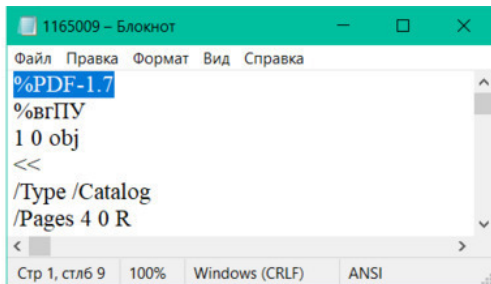 1165009 – Блокнот
Файл Правка Формат Вид Справка
%PDF-1.7
%вгПУ
1 0 obj
<<
/Type /Catalog
/Pages 4 0 R
Стр 1, стлб 9 100% Windows (CRLF) ANSI